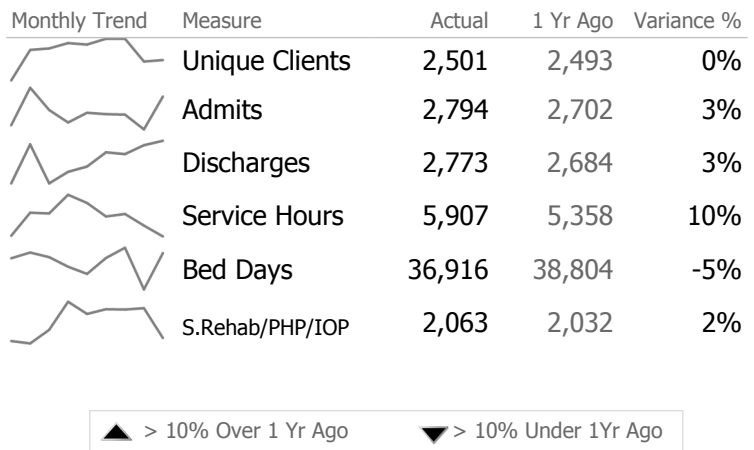 Monthly Trend Measure Actual 1 Yr Ago Variance %
Unique Clients 2,501 2,493 0%
Admits 2,794 2,702 3%
Discharges 2,773 2,684 3%
Service Hours 5,907 5,358 10%
Bed Days 36,916 38,804 -5%
S.Rehab/PHP/IOP 2,063 2,032 2%
> 10% Over 1 Yr Ago > 10% Under 1Yr Ago